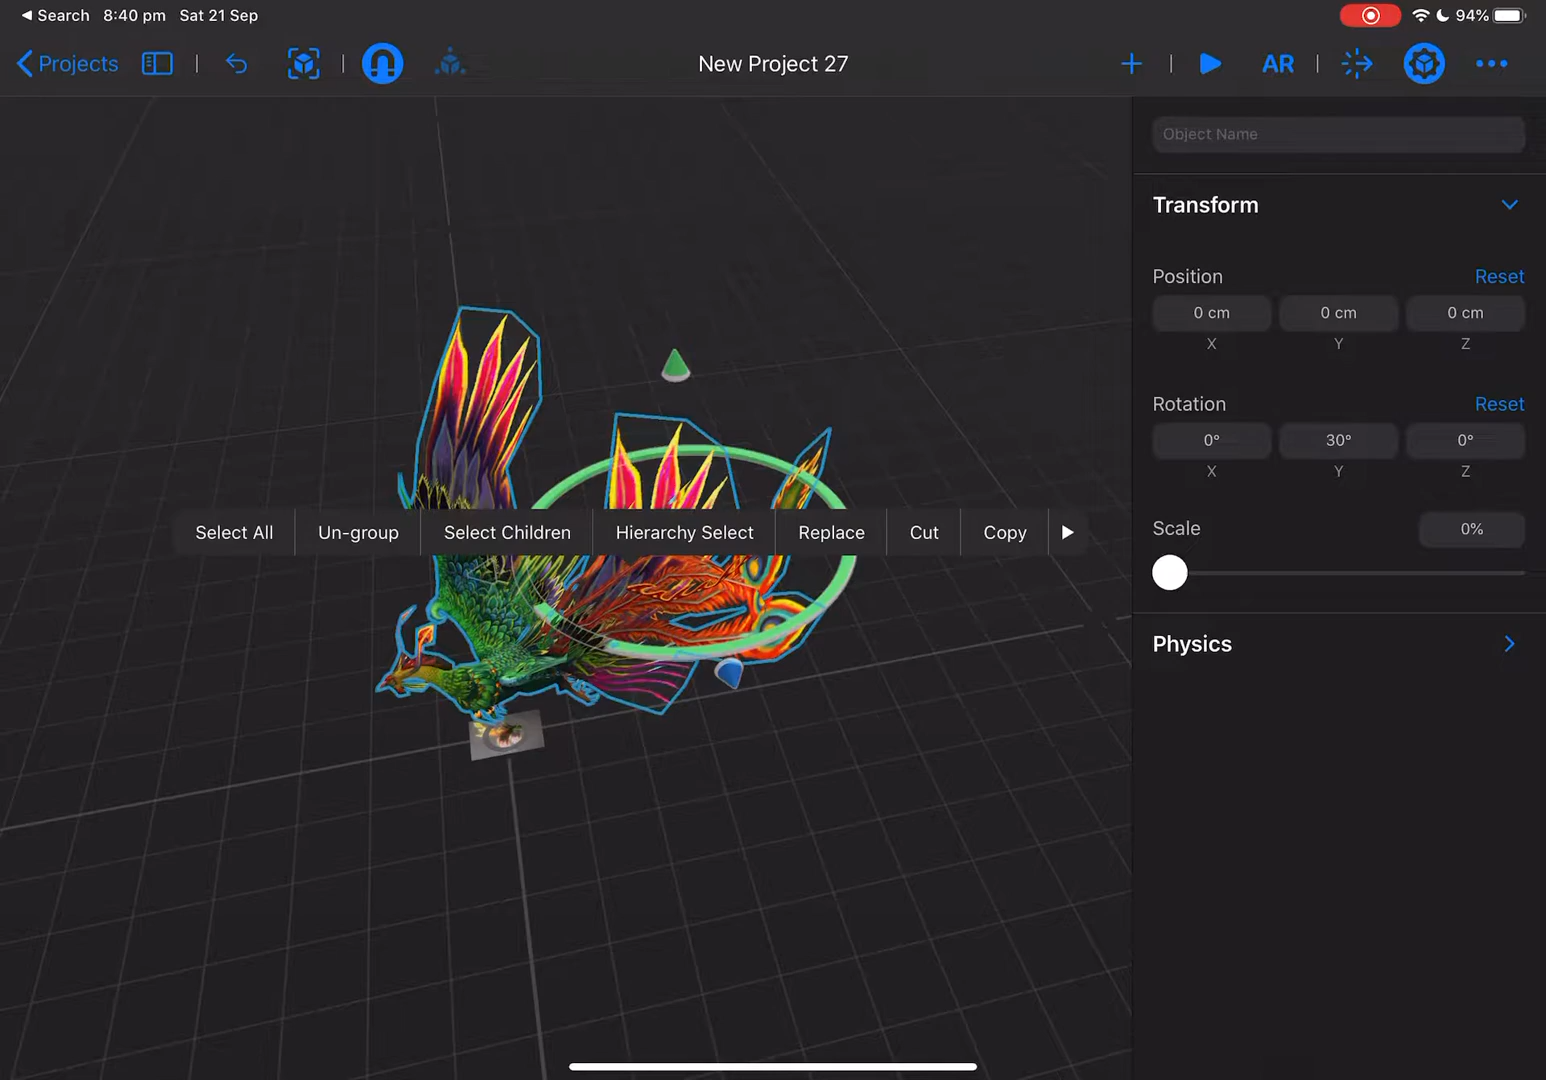 Search 8:40 pm Sat 21 Sep 94%
Projects New Project 27 AR
Object Name
Transform
Position Reset
0 cm 0 cm 0 cm
X Y Z
Rotation Reset
0° 30° 0°
X Y Z
Scale 0%
Physics
Select All Un-group Select Children Hierarchy Select Replace Cut Copy